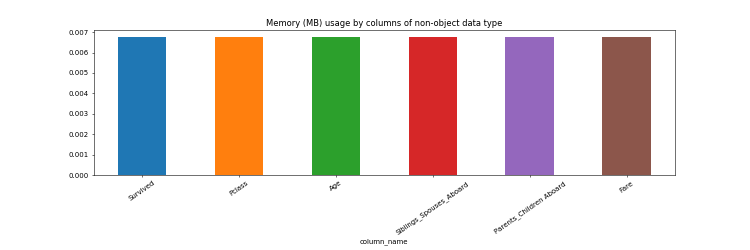 Memory (MB) usage by columns of non-object data type
0.007
0.006
0.005
0.004
0.003
0.002
0.001
0.000
Survived
Pclass
Age
Siblings_Spouses_Aboard
Parents_Children Aboard
Fare
column_name